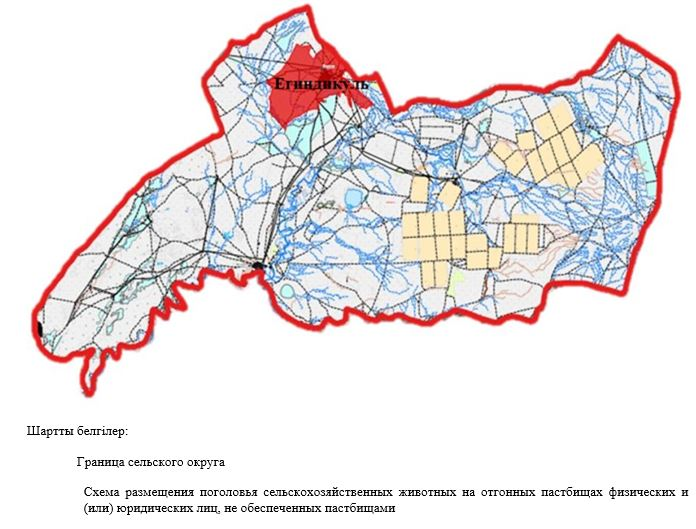 Егиндикуль
Шартты белгілер:
Граница сельского округа
Схема размещения поголовья сельскохозяйственных животных на отгонных пастбищах физических и
(или) юридических лиц, не обеспеченных пастбищами